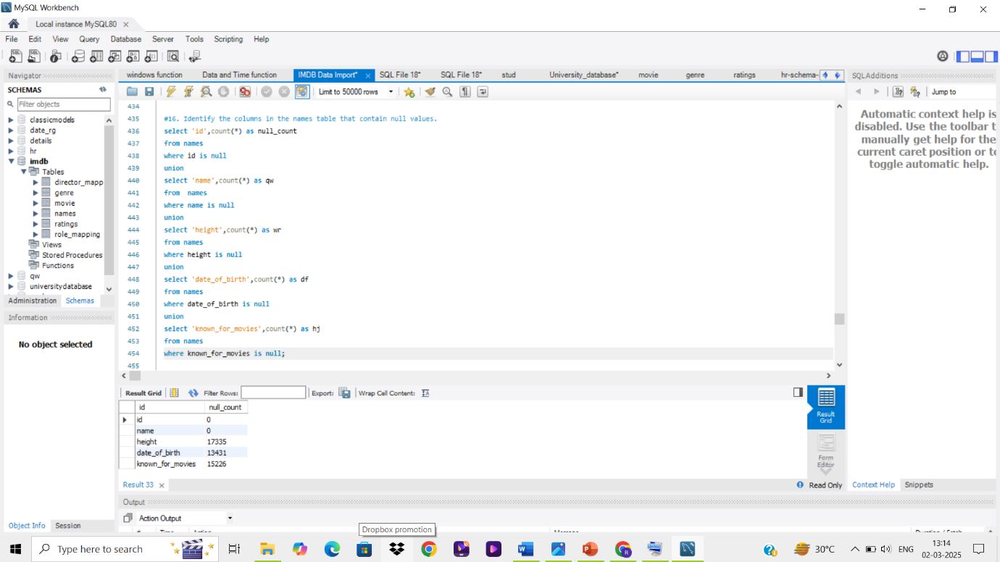 MySQL Workbench
Local instance MySQL80
File Edit View Query Database Server Tools Scripting Help
Navigator
SCHEMAS
Filter objects
classicmodels
date_rg
details
hr
imdb
Tables
director_mapp
genre
movie
names
ratings
role_mapping
Views
Stored Procedures
Functions
qw
universitydatabase
Administration Schemas
Information
No object selected
Object Info Session
windows function Data and Time function IMDB Data Import* SQL File 18* SQL File 18* stud University_database* movie genre ratings hr-schema-
Limit to 50000 rows
434
435 #16. Identify the columns in the names table that contain null values.
436 select 'id',count(*) as null_count
437 from names
438 where id is null
439 union
440 select 'name',count(*) as qw
441 from names
442 where name is null
443 union
444 select 'height',count(*) as wr
445 from names
446 where height is null
447 union
448 select 'date_of_birth',count(*) as df
449 from names
450 where date_of_birth is null
451 union
452 select 'known_for_movies',count(*) as hj
453 from names
454 where known_for_movies is null;
455
Result Grid Filter Rows: Export: Wrap Cell Content:
id null_count
id 0
name 0
height 17335
date_of_birth 13431
known_for_movies 15226
Result Grid
Form Editor
Result 33
Read Only
Output
Action Output
SQLAdditions
Jump to
Automatic context help is
disabled. Use the toolbar t
manually get help for the
current caret position or to
toggle automatic help.
Context Help Snippets
Dropbox promotion
Type here to search
30°C
ENG
13:14
02-03-2025